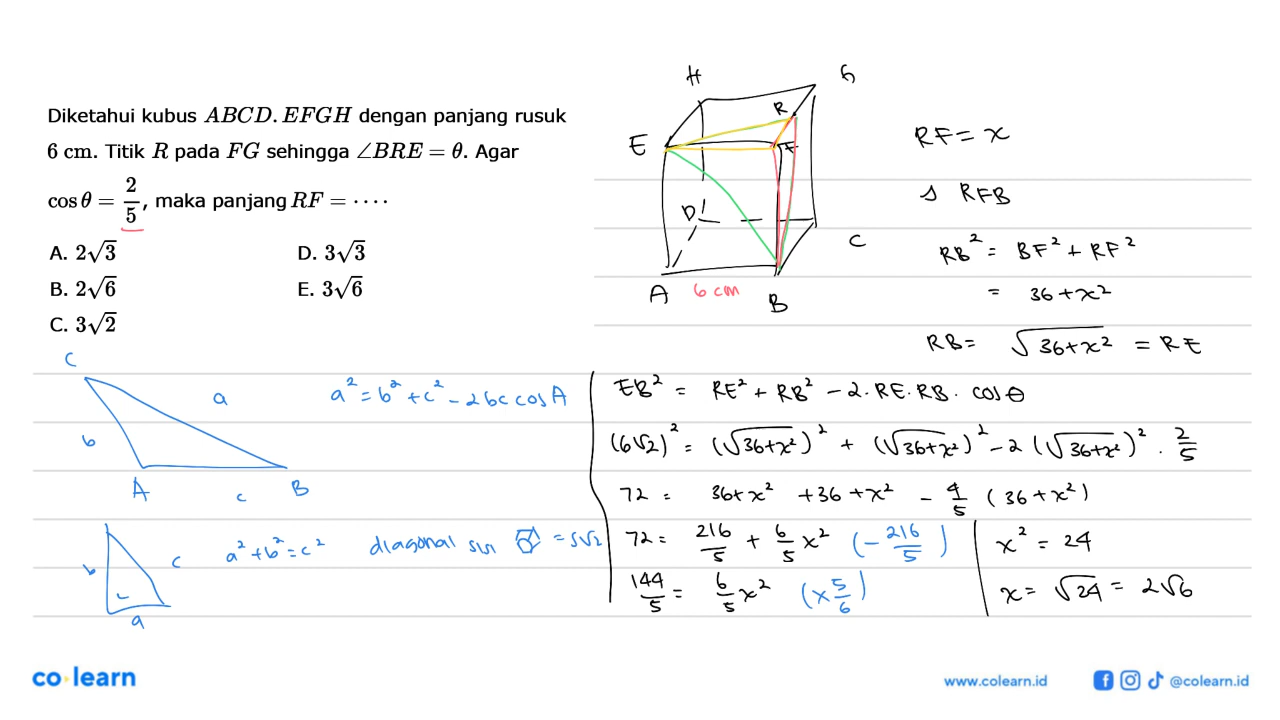 Diketahui kubus ABCD.EFGH dengan panjang rusuk
6 cm. Titik R pada FG sehingga ∠BRE = θ. Agar
cos θ = 2/5, maka panjang RF = ····
A. 2√3
D. 3√3
B. 2√6
E. 3√6
C. 3√2
H
G
R
E
F
D
C
A 6 cm B
RF = x
Δ RFB
RB² = BF² + RF²
= 36 + x²
RB = √36+x² = RE
C
a
b
A
c
B
a² = b² + c² - 2bc cos A
b
c
a
a² + b² = c²
diagonal sisi = s√2
EB² = RE² + RB² - 2.RE.RB. cos θ
(6√2)² = (√36+x²)² + (√36+x²)² - 2(√36+x²)² . 2/5
72 = 36+x² + 36+x² - 4/5 (36+x²)
72 = 216/5 + 6/5 x² (- 216/5)
144/5 = 6/5 x² (x 5/6)
x² = 24
x = √24 = 2√6
co learn
www.colearn.id
@colearn.id